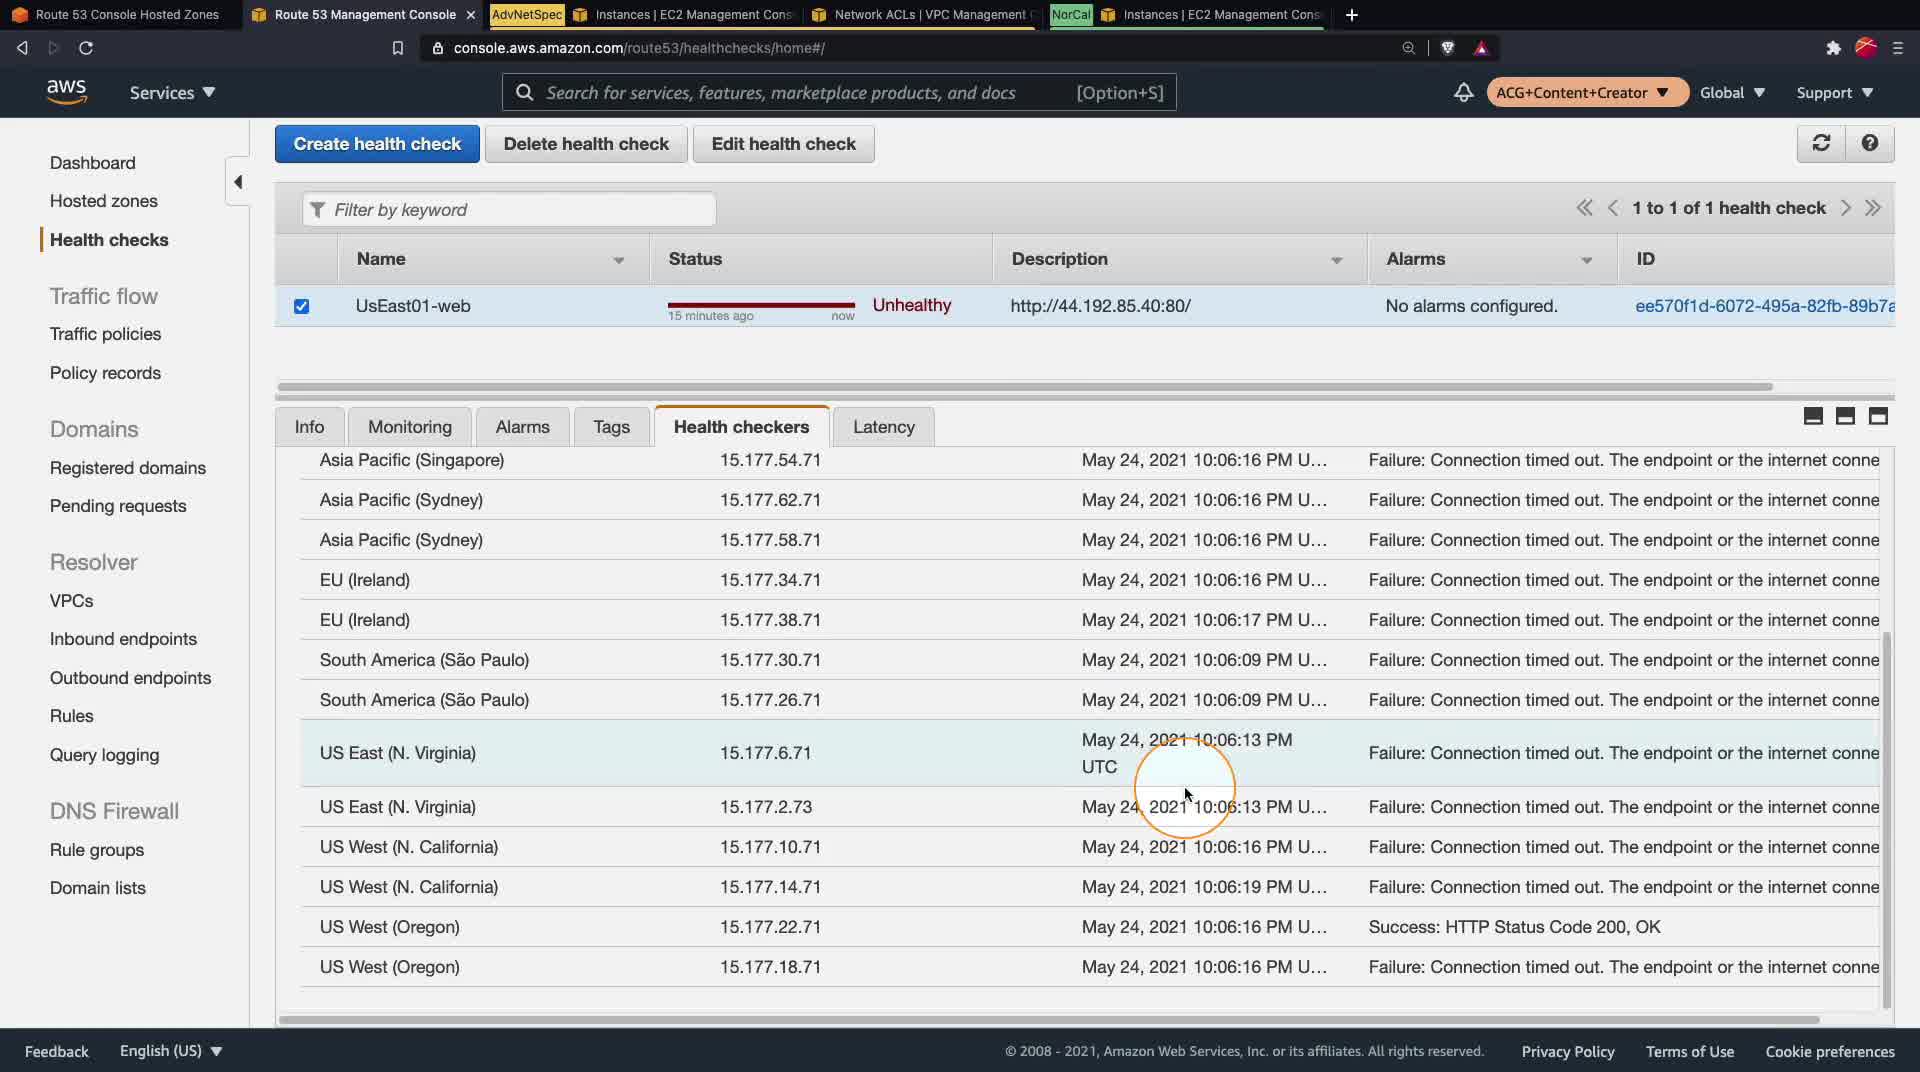 Route 53 Console Hosted Zones
Route 53 Management Console
AdvNetSpec
Instances | EC2 Management Cons
Network ACLs | VPC Management
NorCal
Instances | EC2 Management Cons
console.aws.amazon.com/route53/healthchecks/home#/
aws
Services
Search for services, features, marketplace products, and docs
[Option+S]
ACG+Content+Creator
Global
Support
Dashboard
Hosted zones
Health checks
Traffic flow
Traffic policies
Policy records
Domains
Registered domains
Pending requests
Resolver
VPCs
Inbound endpoints
Outbound endpoints
Rules
Query logging
DNS Firewall
Rule groups
Domain lists
Create health check
Delete health check
Edit health check
Filter by keyword
1 to 1 of 1 health check
Name Status Description Alarms ID
UsEast01-web 15 minutes ago now Unhealthy http://44.192.85.40:80/ No alarms configured. ee570f1d-6072-495a-82fb-89b7a
Info Monitoring Alarms Tags Health checkers Latency
Asia Pacific (Singapore) 15.177.54.71 May 24, 2021 10:06:16 PM U... Failure: Connection timed out. The endpoint or the internet conne
Asia Pacific (Sydney) 15.177.62.71 May 24, 2021 10:06:16 PM U... Failure: Connection timed out. The endpoint or the internet conne
Asia Pacific (Sydney) 15.177.58.71 May 24, 2021 10:06:16 PM U... Failure: Connection timed out. The endpoint or the internet conne
EU (Ireland) 15.177.34.71 May 24, 2021 10:06:16 PM U... Failure: Connection timed out. The endpoint or the internet conne
EU (Ireland) 15.177.38.71 May 24, 2021 10:06:17 PM U... Failure: Connection timed out. The endpoint or the internet conne
South America (São Paulo) 15.177.30.71 May 24, 2021 10:06:09 PM U... Failure: Connection timed out. The endpoint or the internet conne
South America (São Paulo) 15.177.26.71 May 24, 2021 10:06:09 PM U... Failure: Connection timed out. The endpoint or the internet conne
US East (N. Virginia) 15.177.6.71 May 24, 2021 10:06:13 PM UTC Failure: Connection timed out. The endpoint or the internet conne
US East (N. Virginia) 15.177.2.73 May 24, 2021 10:06:13 PM U... Failure: Connection timed out. The endpoint or the internet conne
US West (N. California) 15.177.10.71 May 24, 2021 10:06:16 PM U... Failure: Connection timed out. The endpoint or the internet conne
US West (N. California) 15.177.14.71 May 24, 2021 10:06:19 PM U... Failure: Connection timed out. The endpoint or the internet conne
US West (Oregon) 15.177.22.71 May 24, 2021 10:06:16 PM U... Success: HTTP Status Code 200, OK
US West (Oregon) 15.177.18.71 May 24, 2021 10:06:16 PM U... Failure: Connection timed out. The endpoint or the internet conne
Feedback English (US) © 2008 - 2021, Amazon Web Services, Inc. or its affiliates. All rights reserved. Privacy Policy Terms of Use Cookie preferences